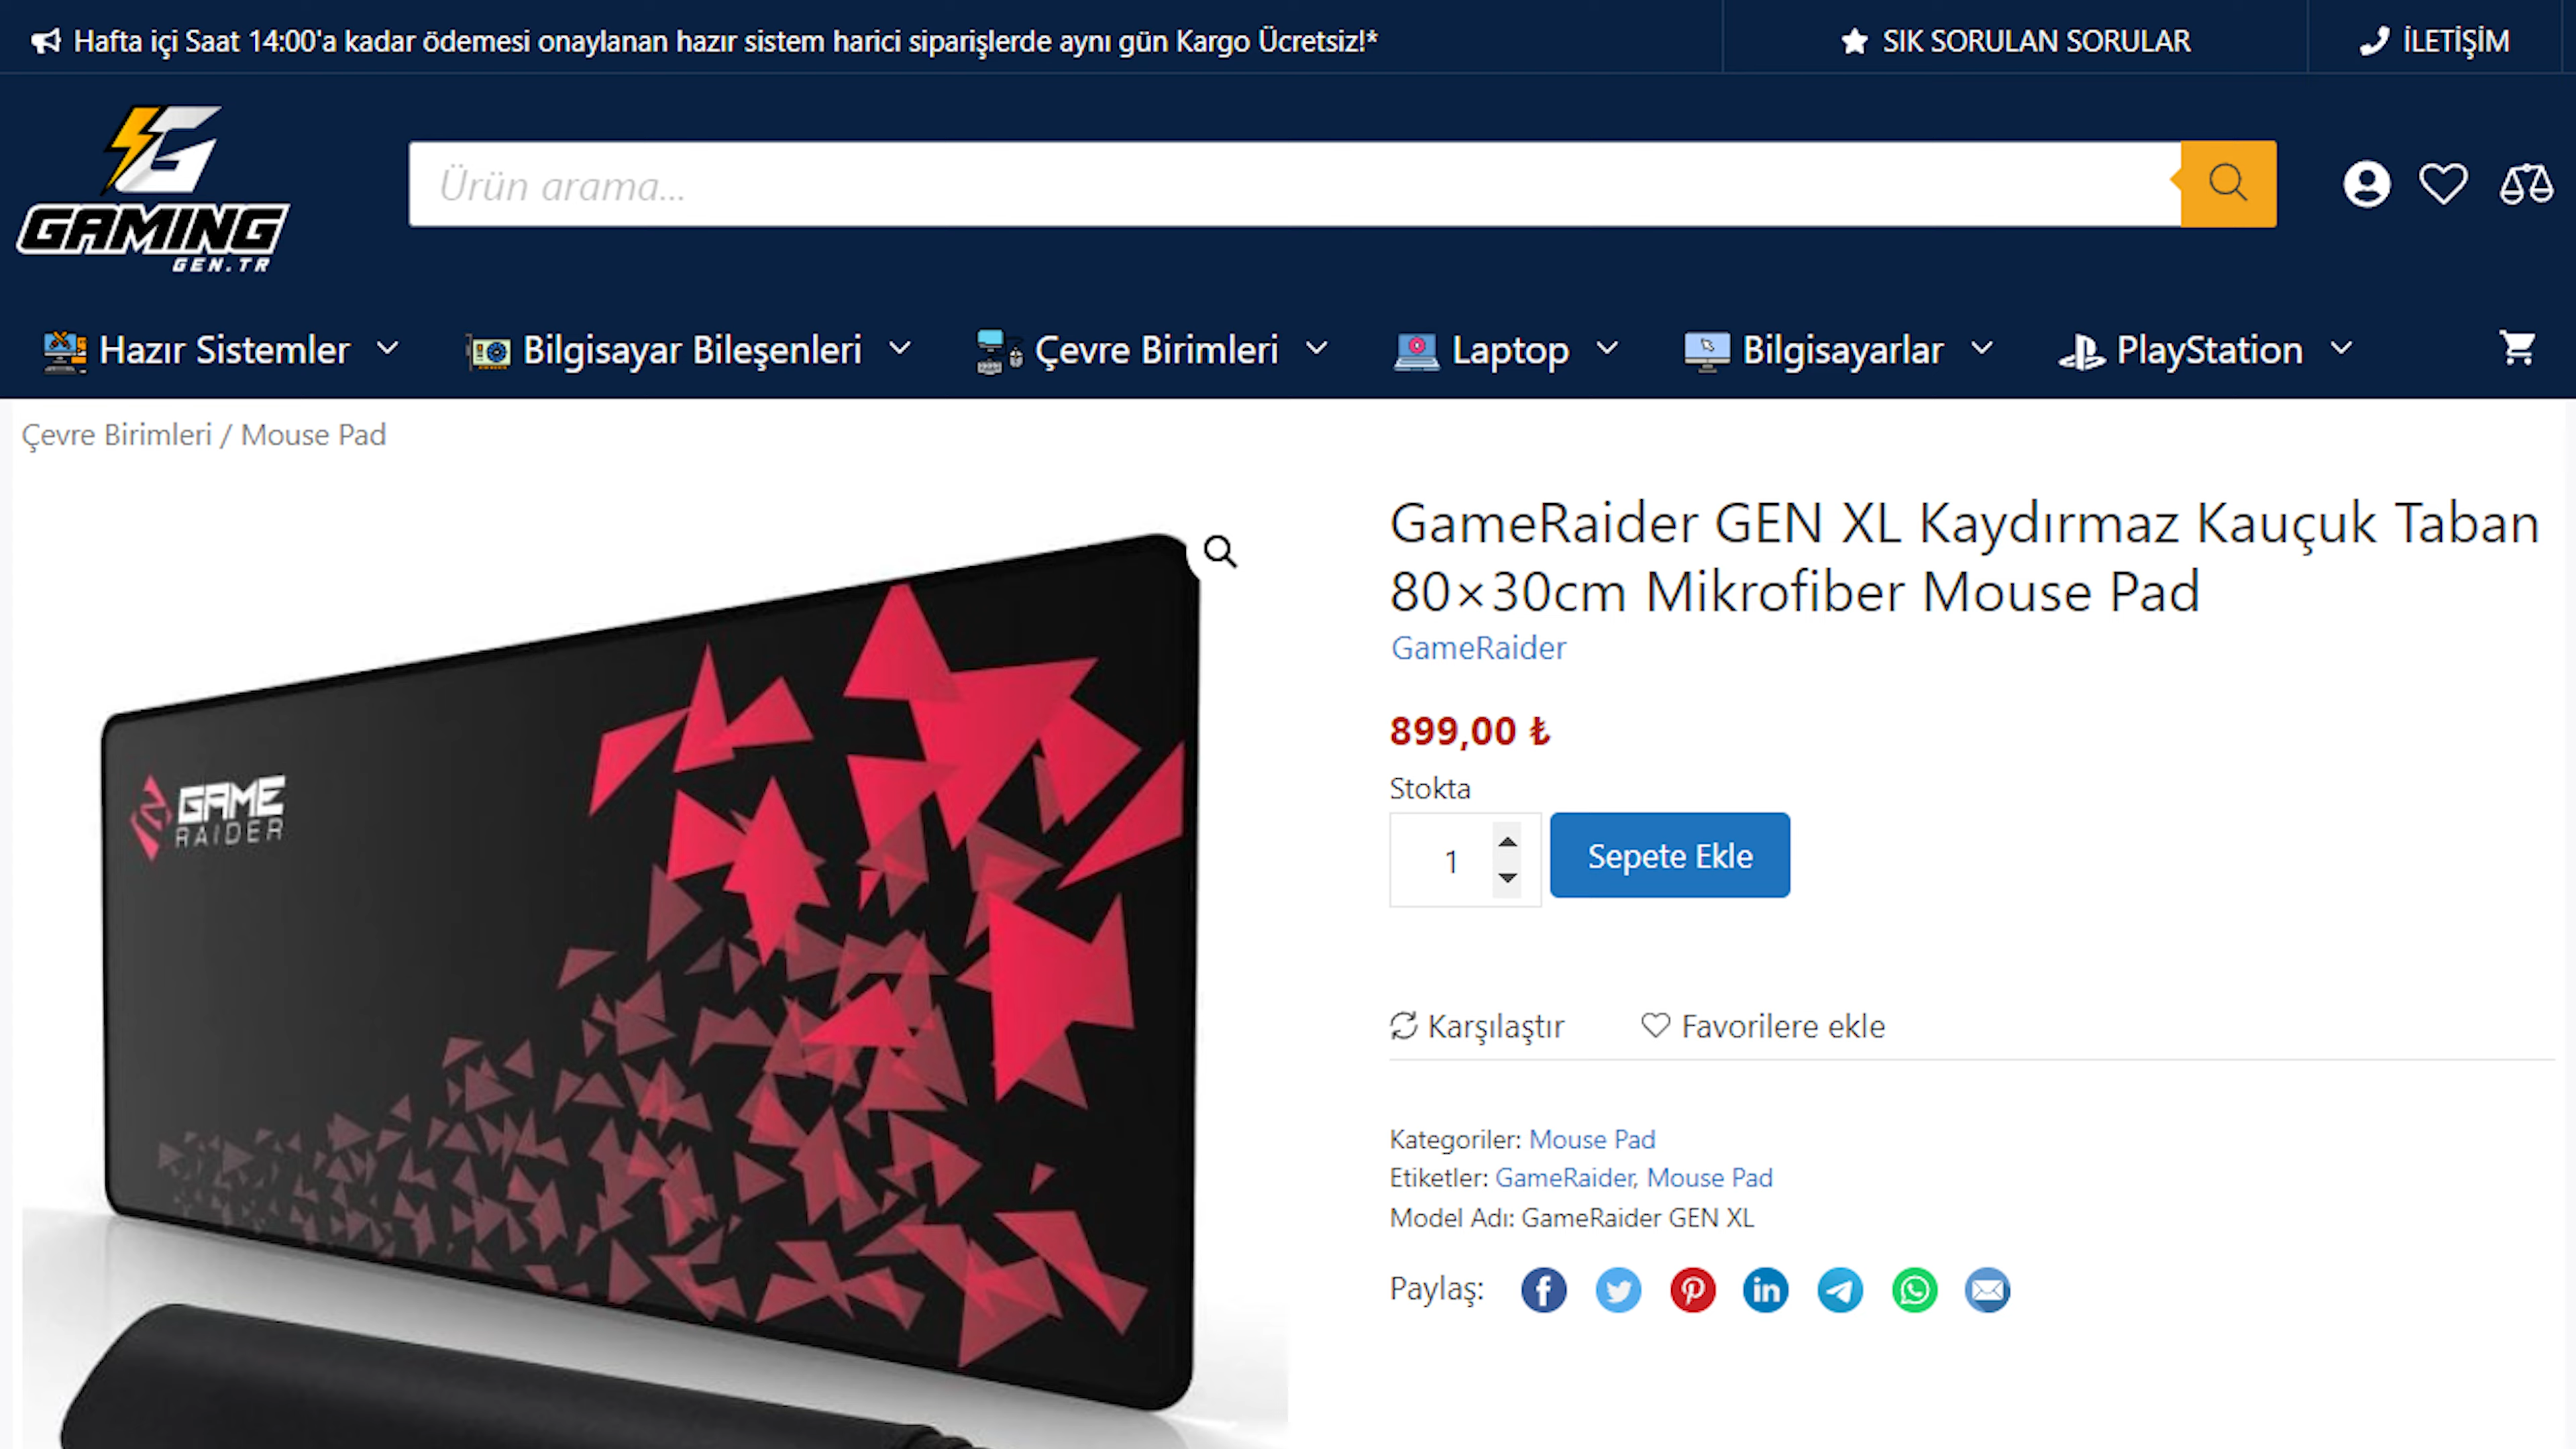 Hafta içi Saat 14:00'a kadar ödemesi onaylanan hazır sistem harici siparişlerde aynı gün Kargo Ücretsiz!*
SIK SORULAN SORULAR
İLETİŞİM
GAMING
GEN.TR
Ürün arama...
Hazır Sistemler
Bilgisayar Bileşenleri
Çevre Birimleri
Laptop
Bilgisayarlar
PlayStation
Çevre Birimleri / Mouse Pad
GAME
RAIDER
GameRaider GEN XL Kaydırmaz Kauçuk Taban
80×30cm Mikrofiber Mouse Pad
GameRaider
899,00 ₺
Stokta
1
Sepete Ekle
Karşılaştır
Favorilere ekle
Kategoriler: Mouse Pad
Etiketler: GameRaider, Mouse Pad
Model Adı: GameRaider GEN XL
Paylaş: